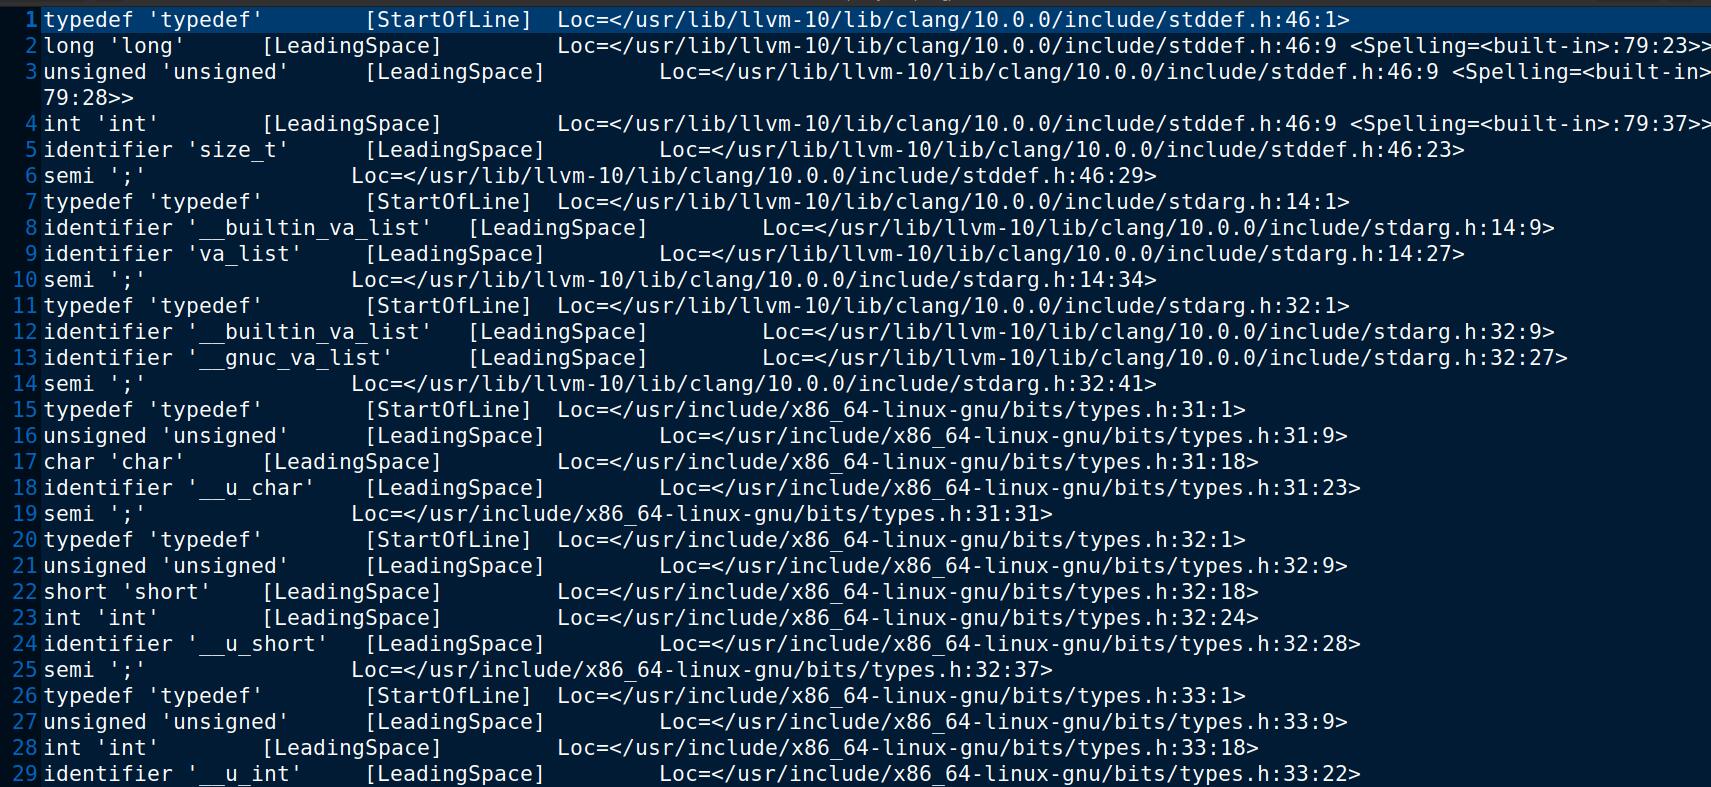 1 typedef 'typedef' [StartOfLine] Loc=</usr/lib/llvm-10/lib/clang/10.0.0/include/stddef.h:46:1>
2 long 'long' [LeadingSpace] Loc=</usr/lib/llvm-10/lib/clang/10.0.0/include/stddef.h:46:9 <Spelling=<built-in>:79:23>>
3 unsigned 'unsigned' [LeadingSpace] Loc=</usr/lib/llvm-10/lib/clang/10.0.0/include/stddef.h:46:9 <Spelling=<built-in>
79:28>>
4 int 'int' [LeadingSpace] Loc=</usr/lib/llvm-10/lib/clang/10.0.0/include/stddef.h:46:9 <Spelling=<built-in>:79:37>>
5 identifier 'size_t' [LeadingSpace] Loc=</usr/lib/llvm-10/lib/clang/10.0.0/include/stddef.h:46:23>
6 semi ';' Loc=</usr/lib/llvm-10/lib/clang/10.0.0/include/stddef.h:46:29>
7 typedef 'typedef' [StartOfLine] Loc=</usr/lib/llvm-10/lib/clang/10.0.0/include/stdarg.h:14:1>
8 identifier '__builtin_va_list' [LeadingSpace] Loc=</usr/lib/llvm-10/lib/clang/10.0.0/include/stdarg.h:14:9>
9 identifier 'va_list' [LeadingSpace] Loc=</usr/lib/llvm-10/lib/clang/10.0.0/include/stdarg.h:14:27>
10 semi ';' Loc=</usr/lib/llvm-10/lib/clang/10.0.0/include/stdarg.h:14:34>
11 typedef 'typedef' [StartOfLine] Loc=</usr/lib/llvm-10/lib/clang/10.0.0/include/stdarg.h:32:1>
12 identifier '__builtin_va_list' [LeadingSpace] Loc=</usr/lib/llvm-10/lib/clang/10.0.0/include/stdarg.h:32:9>
13 identifier '__gnuc_va_list' [LeadingSpace] Loc=</usr/lib/llvm-10/lib/clang/10.0.0/include/stdarg.h:32:27>
14 semi ';' Loc=</usr/lib/llvm-10/lib/clang/10.0.0/include/stdarg.h:32:41>
15 typedef 'typedef' [StartOfLine] Loc=</usr/include/x86_64-linux-gnu/bits/types.h:31:1>
16 unsigned 'unsigned' [LeadingSpace] Loc=</usr/include/x86_64-linux-gnu/bits/types.h:31:9>
17 char 'char' [LeadingSpace] Loc=</usr/include/x86_64-linux-gnu/bits/types.h:31:18>
18 identifier '__u_char' [LeadingSpace] Loc=</usr/include/x86_64-linux-gnu/bits/types.h:31:23>
19 semi ';' Loc=</usr/include/x86_64-linux-gnu/bits/types.h:31:31>
20 typedef 'typedef' [StartOfLine] Loc=</usr/include/x86_64-linux-gnu/bits/types.h:32:1>
21 unsigned 'unsigned' [LeadingSpace] Loc=</usr/include/x86_64-linux-gnu/bits/types.h:32:9>
22 short 'short' [LeadingSpace] Loc=</usr/include/x86_64-linux-gnu/bits/types.h:32:18>
23 int 'int' [LeadingSpace] Loc=</usr/include/x86_64-linux-gnu/bits/types.h:32:24>
24 identifier '__u_short' [LeadingSpace] Loc=</usr/include/x86_64-linux-gnu/bits/types.h:32:28>
25 semi ';' Loc=</usr/include/x86_64-linux-gnu/bits/types.h:32:37>
26 typedef 'typedef' [StartOfLine] Loc=</usr/include/x86_64-linux-gnu/bits/types.h:33:1>
27 unsigned 'unsigned' [LeadingSpace] Loc=</usr/include/x86_64-linux-gnu/bits/types.h:33:9>
28 int 'int' [LeadingSpace] Loc=</usr/include/x86_64-linux-gnu/bits/types.h:33:18>
29 identifier '__u_int' [LeadingSpace] Loc=</usr/include/x86_64-linux-gnu/bits/types.h:33:22>